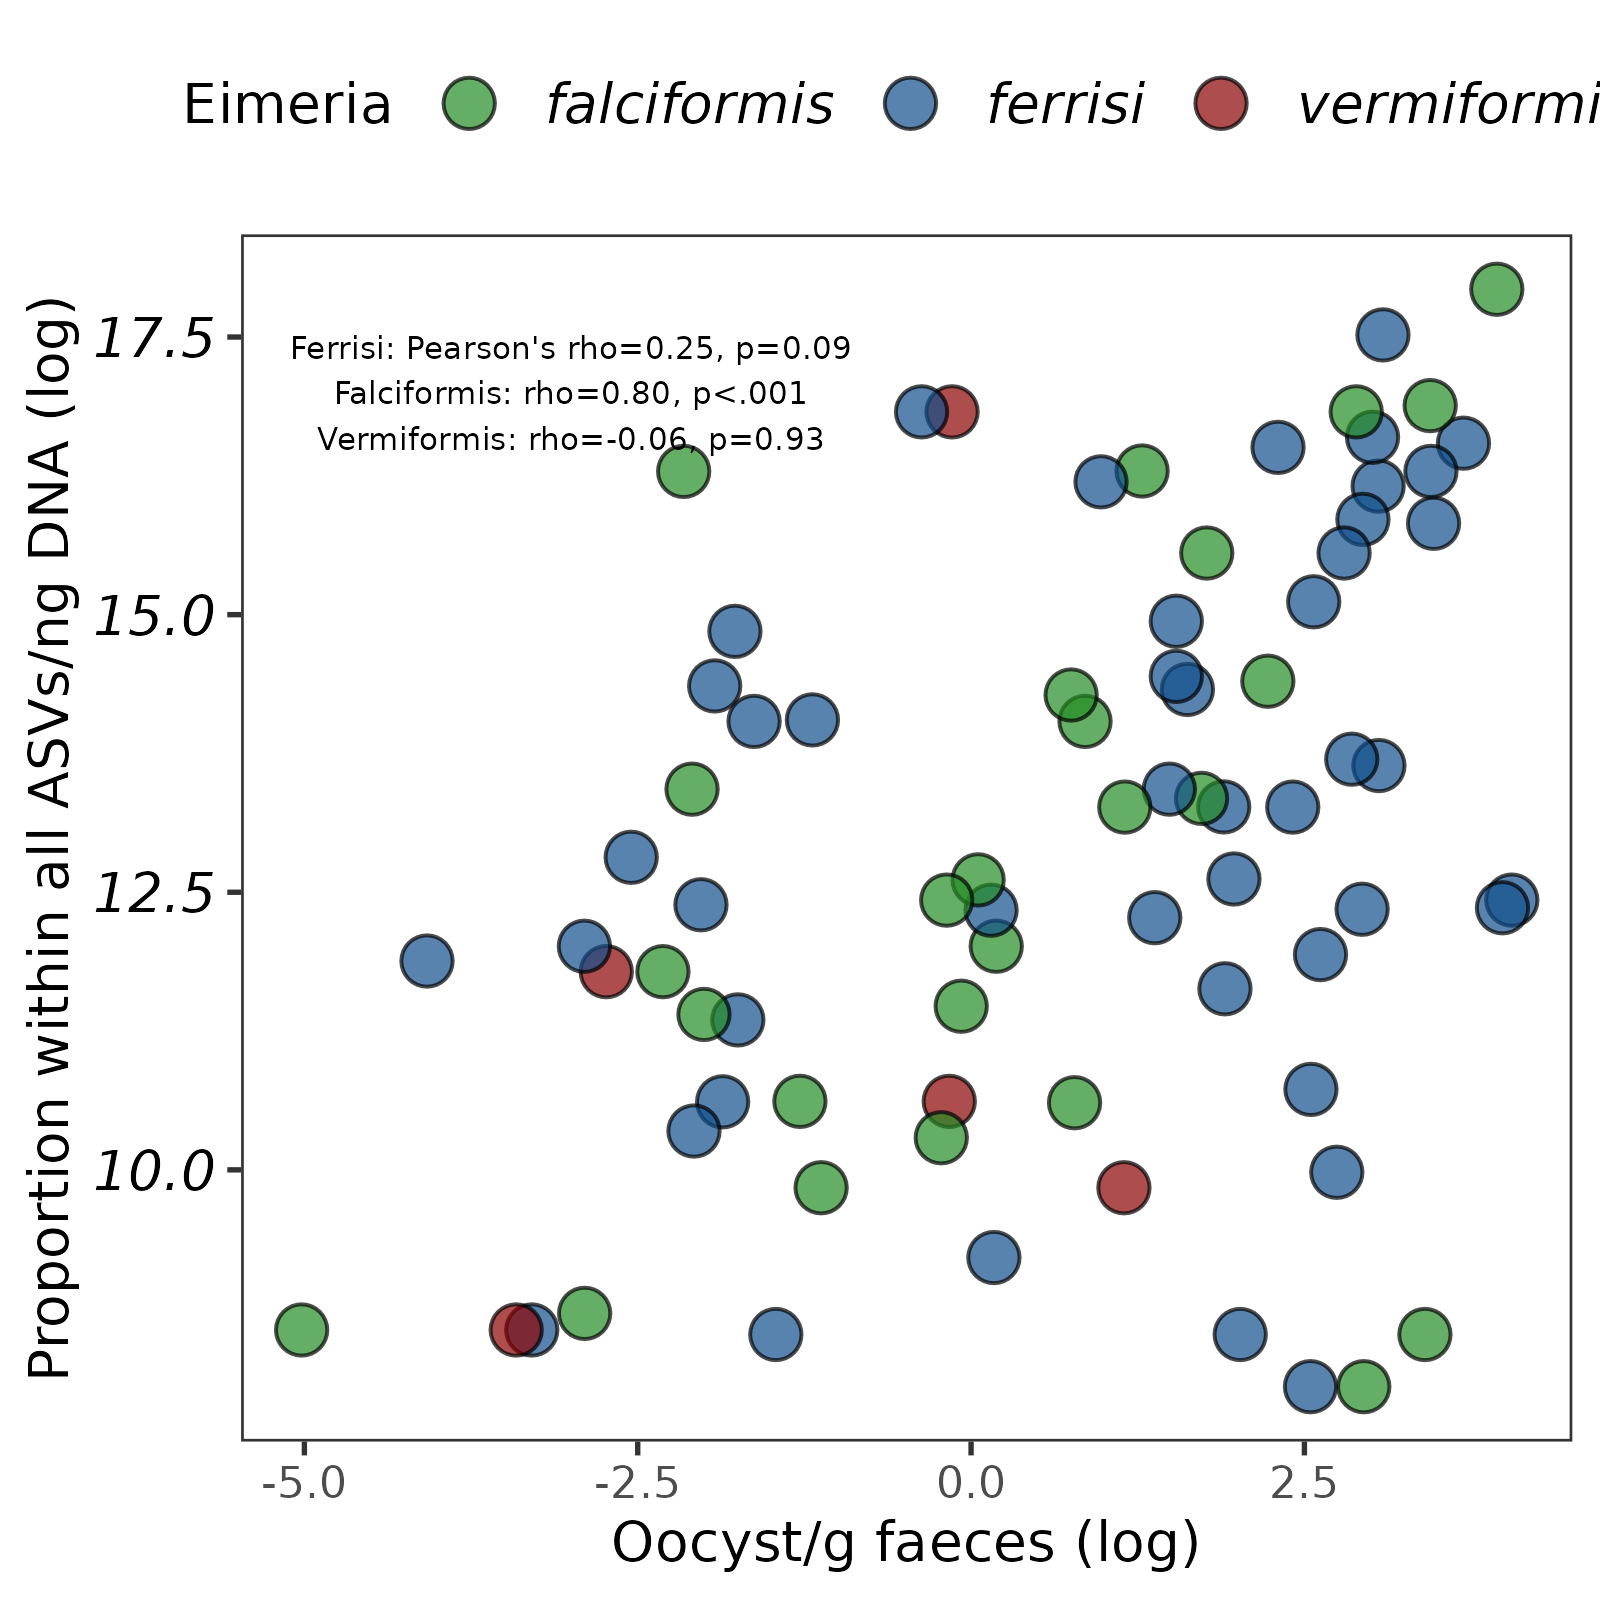 Eimeria falciformis ferrisi vermiformi
Ferrisi: Pearson's rho=0.25, p=0.09
Falciformis: rho=0.80, p<.001
Vermiformis: rho=-0.06, p=0.93
Proportion within all ASVs/ng DNA (log)
17.5
15.0
12.5
10.0
-5.0 -2.5 0.0 2.5
Oocyst/g faeces (log)